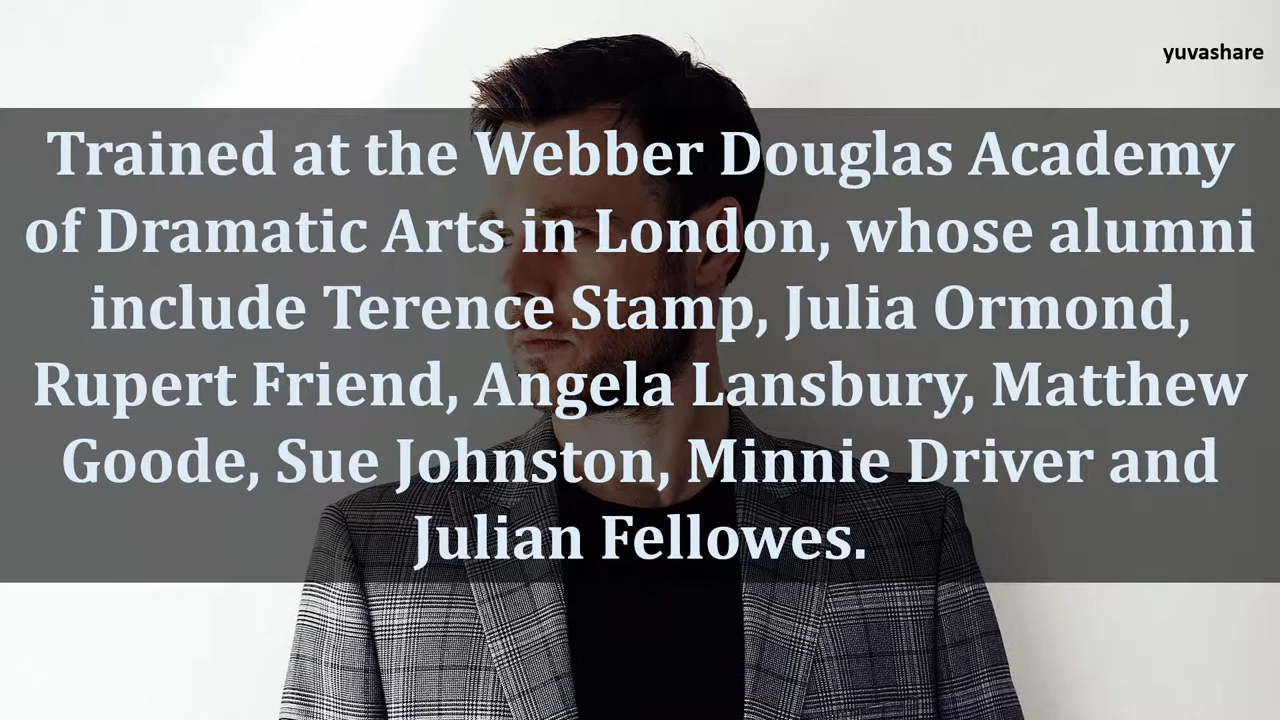 yuvashare
Trained at the Webber Douglas Academy
of Dramatic Arts in London, whose alumni
include Terence Stamp, Julia Ormond,
Rupert Friend, Angela Lansbury, Matthew
Goode, Sue Johnston, Minnie Driver and
Julian Fellowes.